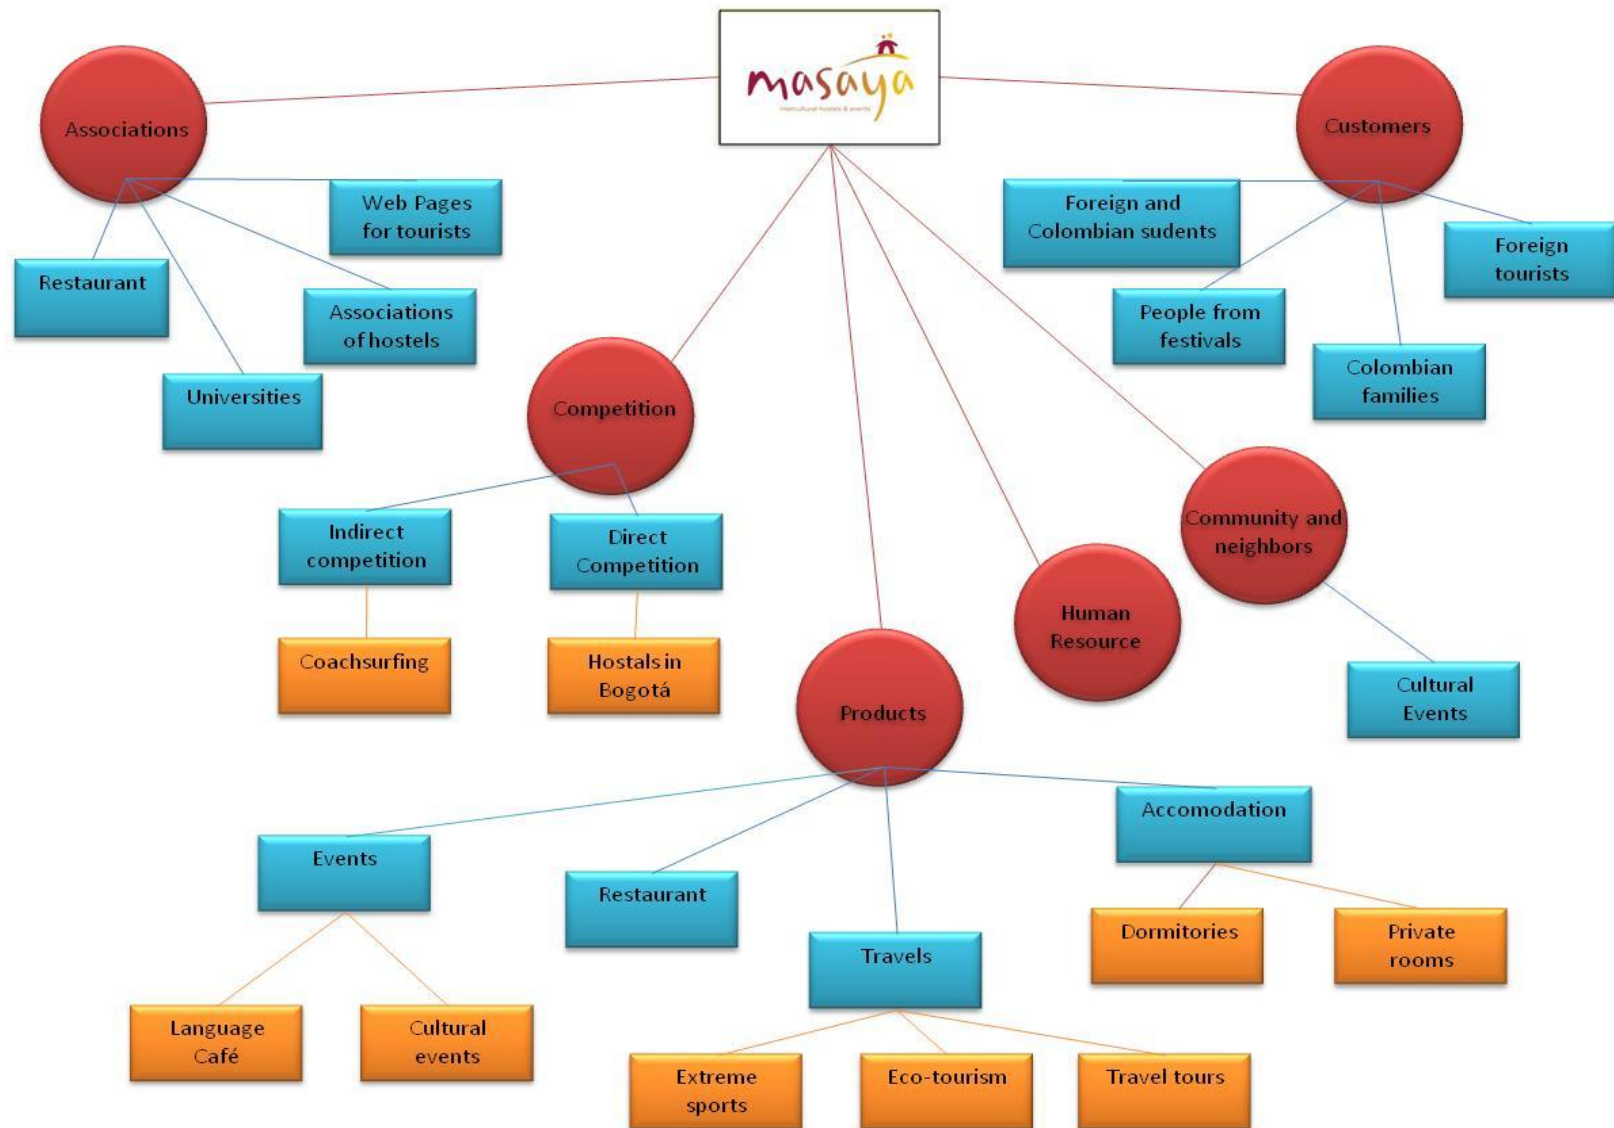 masaya
intercultural hostels & events
Associations
Customers
Web Pages
for tourists
Restaurant
Associations
of hostels
Universities
Foreign and
Colombian sudents
Foreign
tourists
People from
festivals
Colombian
families
Competition
Indirect
competition
Direct
Competition
Coachsurfing
Hostals in
Bogotá
Community and
neighbors
Human
Resource
Cultural
Events
Products
Events
Restaurant
Travels
Accomodation
Dormitories
Private
rooms
Language
Café
Cultural
events
Extreme
sports
Eco-tourism
Travel tours